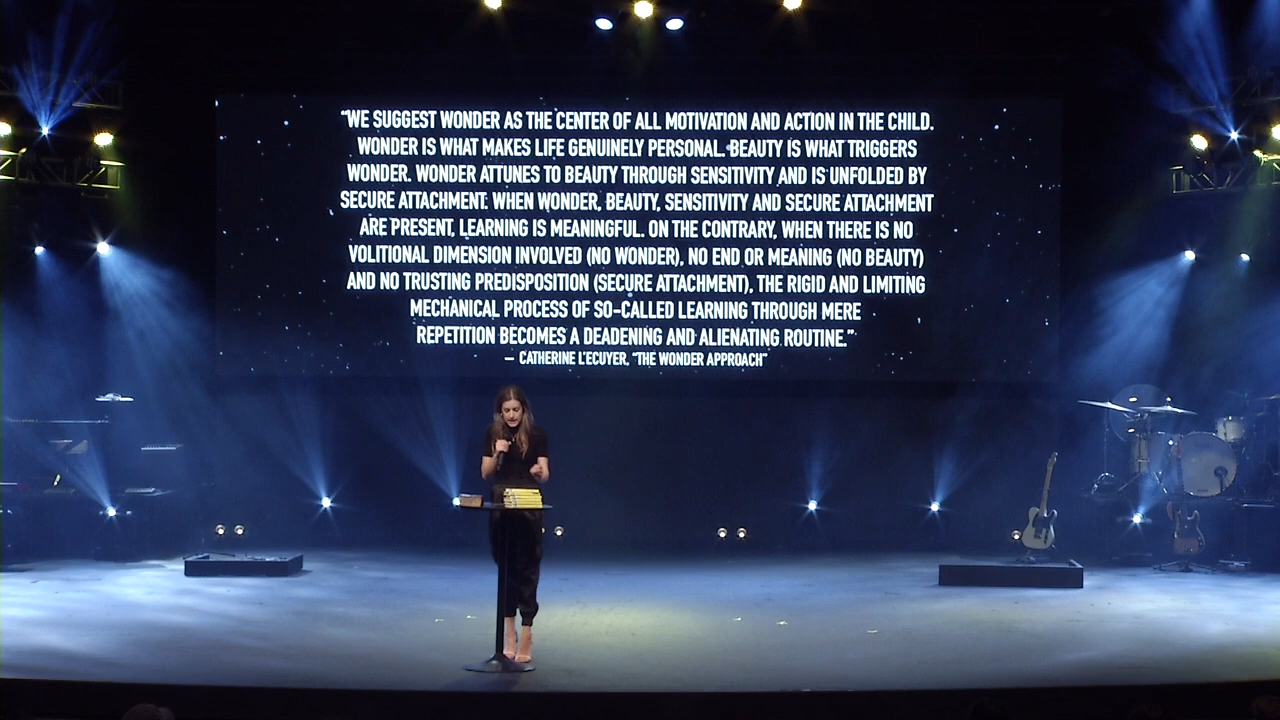 “WE SUGGEST WONDER AS THE CENTER OF ALL MOTIVATION AND ACTION IN THE CHILD.
WONDER IS WHAT MAKES LIFE GENUINELY PERSONAL. BEAUTY IS WHAT TRIGGERS
WONDER. WONDER ATTUNES TO BEAUTY THROUGH SENSITIVITY AND IS UNFOLDED BY
SECURE ATTACHMENT. WHEN WONDER, BEAUTY, SENSITIVITY AND SECURE ATTACHMENT
ARE PRESENT, LEARNING IS MEANINGFUL. ON THE CONTRARY, WHEN THERE IS NO
VOLITIONAL DIMENSION INVOLVED (NO WONDER), NO END OR MEANING (NO BEAUTY)
AND NO TRUSTING PREDISPOSITION (SECURE ATTACHMENT), THE RIGID AND LIMITING
MECHANICAL PROCESS OF SO-CALLED LEARNING THROUGH MERE
REPETITION BECOMES A DEADENING AND ALIENATING ROUTINE.”
— CATHERINE L'ECUYER, “THE WONDER APPROACH”